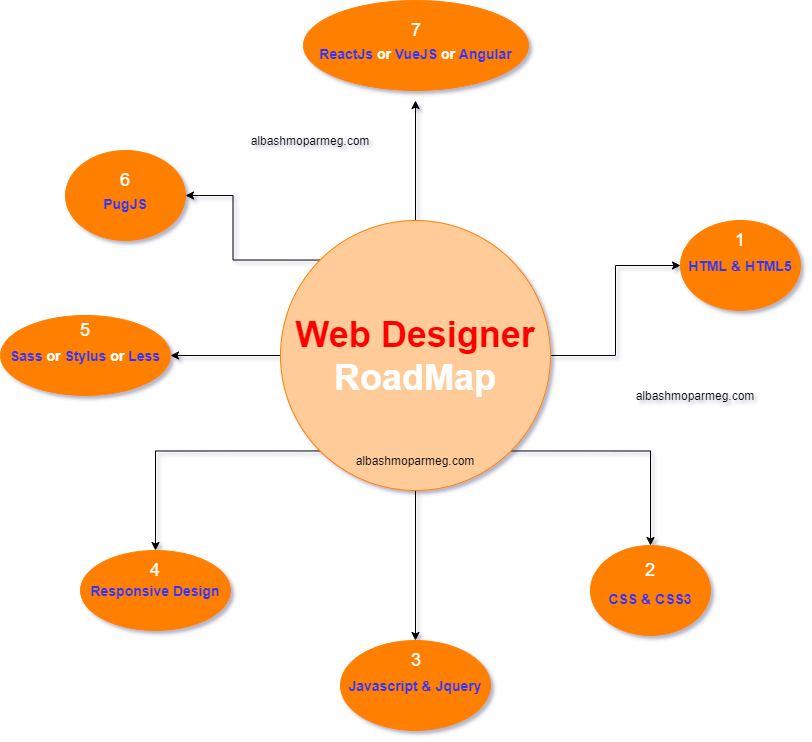 7
ReactJs or VueJS or Angular
albashmoparmeg.com
6
PugJS
1
HTML & HTML5
5
Sass or Stylus or Less
Web Designer
RoadMap
albashmoparmeg.com
albashmoparmeg.com
4
Responsive Design
2
CSS & CSS3
3
Javascript & Jquery